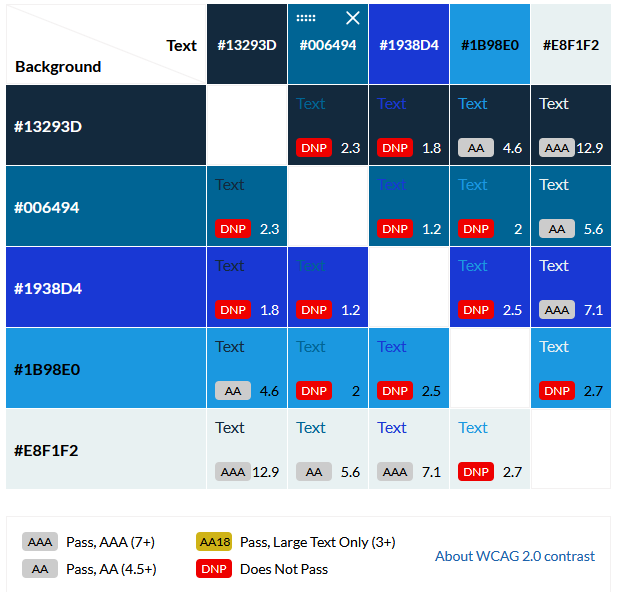 Text
Background
#13293D #006494 #1938D4 #1B98E0 #E8F1F2
#13293D
Text Text Text Text
DNP 2.3 DNP 1.8 AA 4.6 AAA 12.9
#006494
Text Text Text Text
DNP 2.3 DNP 1.2 DNP 2 AA 5.6
#1938D4
Text Text Text Text
DNP 1.8 DNP 1.2 DNP 2.5 AAA 7.1
#1B98E0
Text Text Text Text
AA 4.6 DNP 2 DNP 2.5 DNP 2.7
#E8F1F2
Text Text Text Text
AAA 12.9 AA 5.6 AAA 7.1 DNP 2.7
AAA Pass, AAA (7+) AA18 Pass, Large Text Only (3+)
AA Pass, AA (4.5+) DNP Does Not Pass
About WCAG 2.0 contrast